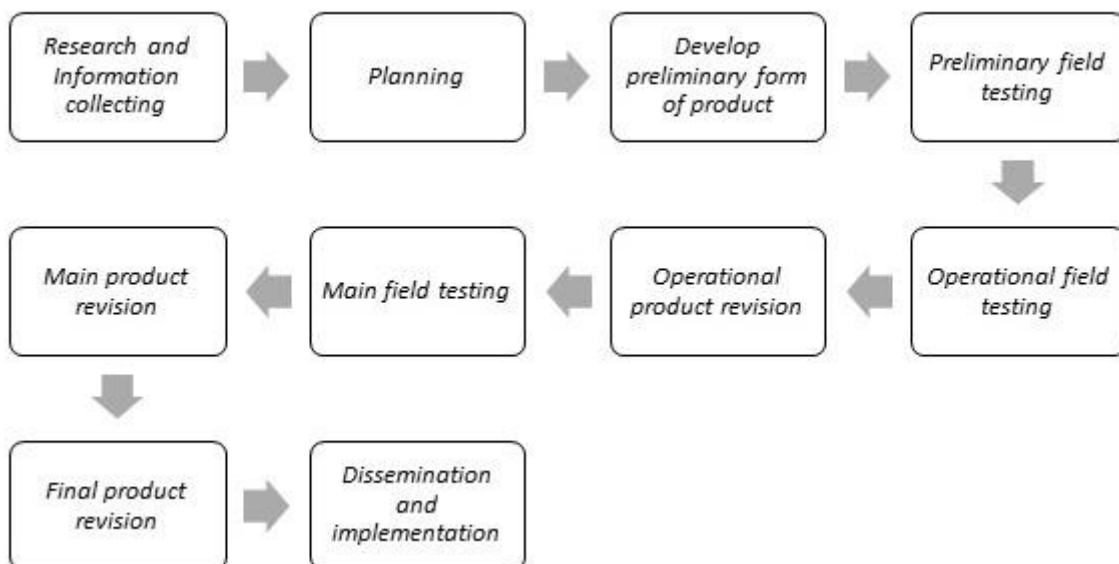 Research and
Information
collecting
Planning
Develop
preliminary form
of product
Preliminary field
testing
Operational field
testing
Operational
product revision
Main field testing
Main product
revision
Final product
revision
Dissemination
and
implementation